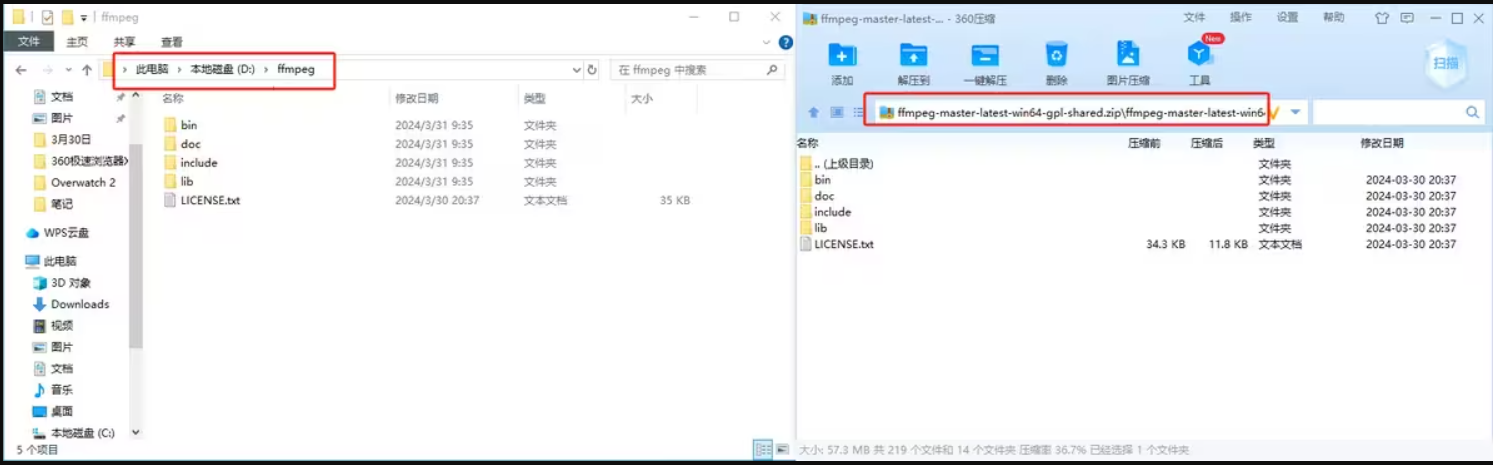 ffmpeg
文件 主页 共享 查看
此电脑 › 本地磁盘 (D:) › ffmpeg
在 ffmpeg 中搜索
文档
图片
3月30日
360极速浏览器
Overwatch 2
笔记
WPS云盘
此电脑
3D 对象
Downloads
视频
图片
文档
音乐
桌面
本地磁盘 (C:)
名称 修改日期 类型 大小
bin 2024/3/31 9:35 文件夹
doc 2024/3/31 9:35 文件夹
include 2024/3/31 9:35 文件夹
lib 2024/3/31 9:35 文件夹
LICENSE.txt 2024/3/30 20:37 文本文档 35 KB
5 个项目
ffmpeg-master-latest-... - 360压缩
文件 操作 设置 帮助
添加 解压到 一键解压 删除 图片压缩 工具
New
扫描
ffmpeg-master-latest-win64-gpl-shared.zip\ffmpeg-master-latest-win6
名称 压缩前 压缩后 类型 修改日期
.. (上级目录) 文件夹
bin 文件夹 2024-03-30 20:37
doc 文件夹 2024-03-30 20:37
include 文件夹 2024-03-30 20:37
lib 文件夹 2024-03-30 20:37
LICENSE.txt 34.3 KB 11.8 KB 文本文档 2024-03-30 20:37
大小: 57.3 MB 共 219 个文件和 14 个文件夹 压缩率 36.7% 已经选择 1 个文件夹